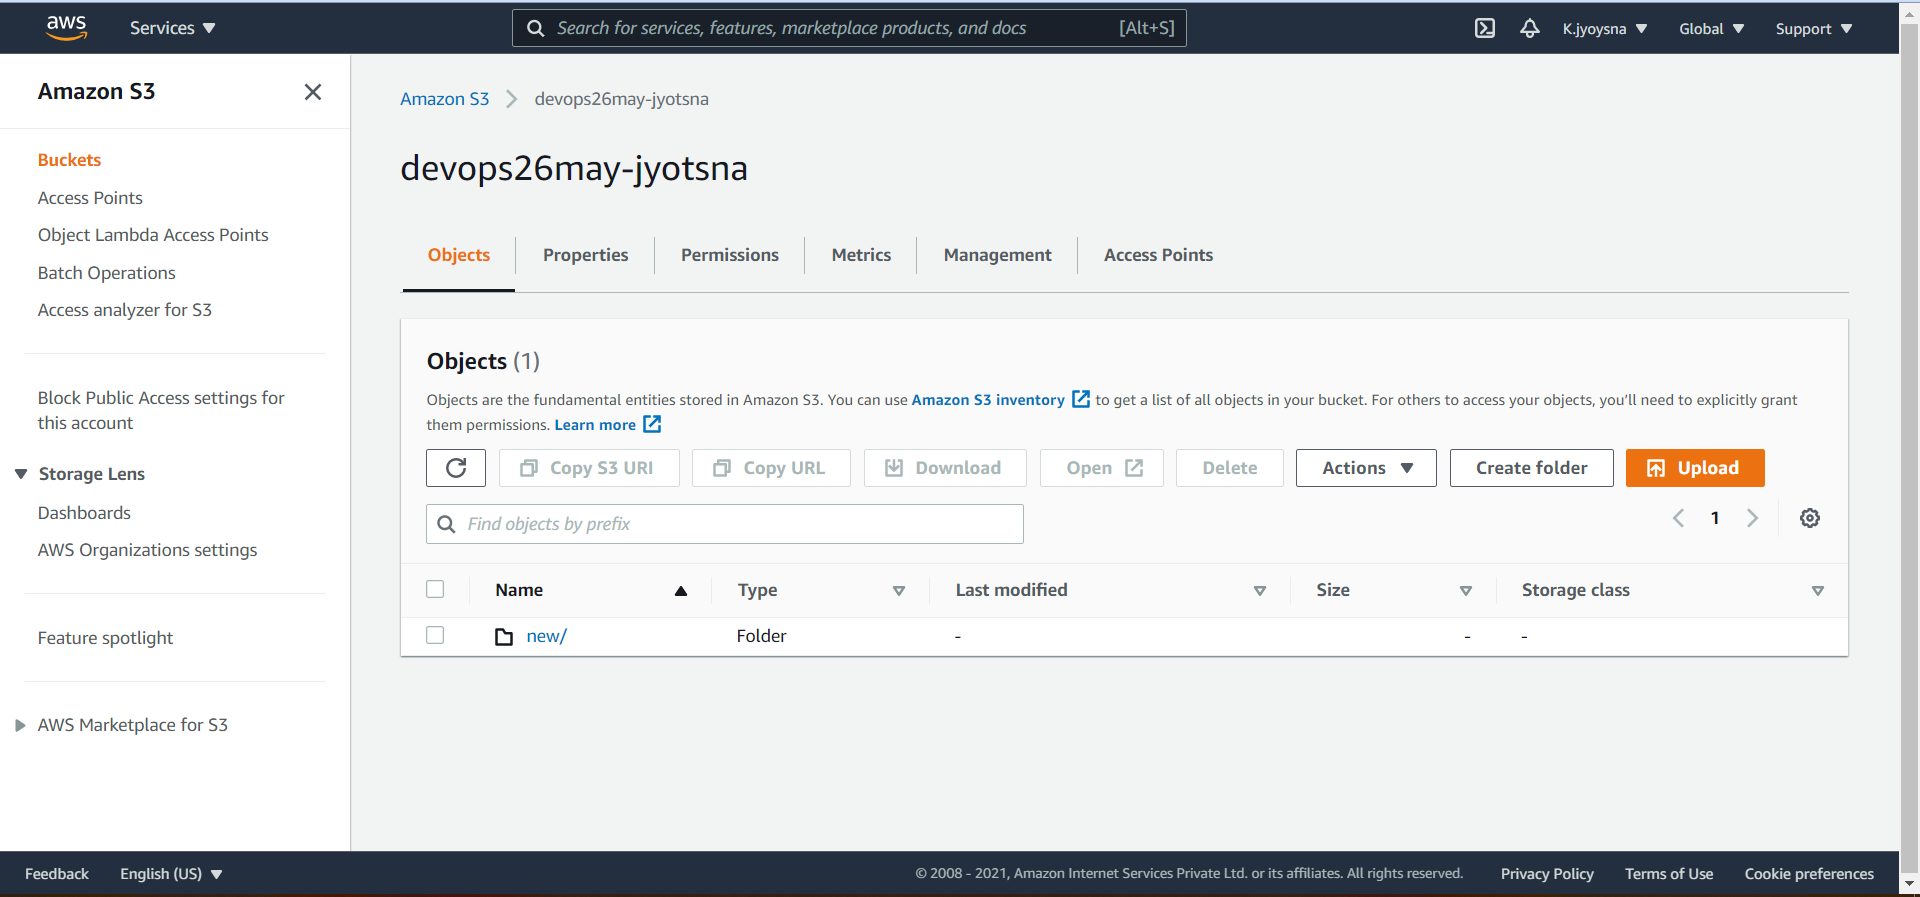 aws Services Search for services, features, marketplace products, and docs [Alt+S] K.jyoysna Global Support
Amazon S3
Buckets
Access Points
Object Lambda Access Points
Batch Operations
Access analyzer for S3
Block Public Access settings for
this account
Storage Lens
Dashboards
AWS Organizations settings
Feature spotlight
AWS Marketplace for S3
Amazon S3 devops26may-jyotsna
devops26may-jyotsna
Objects Properties Permissions Metrics Management Access Points
Objects (1)
Objects are the fundamental entities stored in Amazon S3. You can use Amazon S3 inventory to get a list of all objects in your bucket. For others to access your objects, you'll need to explicitly grant
them permissions. Learn more
Copy S3 URI Copy URL Download Open Delete Actions Create folder Upload
Find objects by prefix 1
Name Type Last modified Size Storage class
new/ Folder - - -
Feedback English (US) © 2008 - 2021, Amazon Internet Services Private Ltd. or its affiliates. All rights reserved. Privacy Policy Terms of Use Cookie preferences